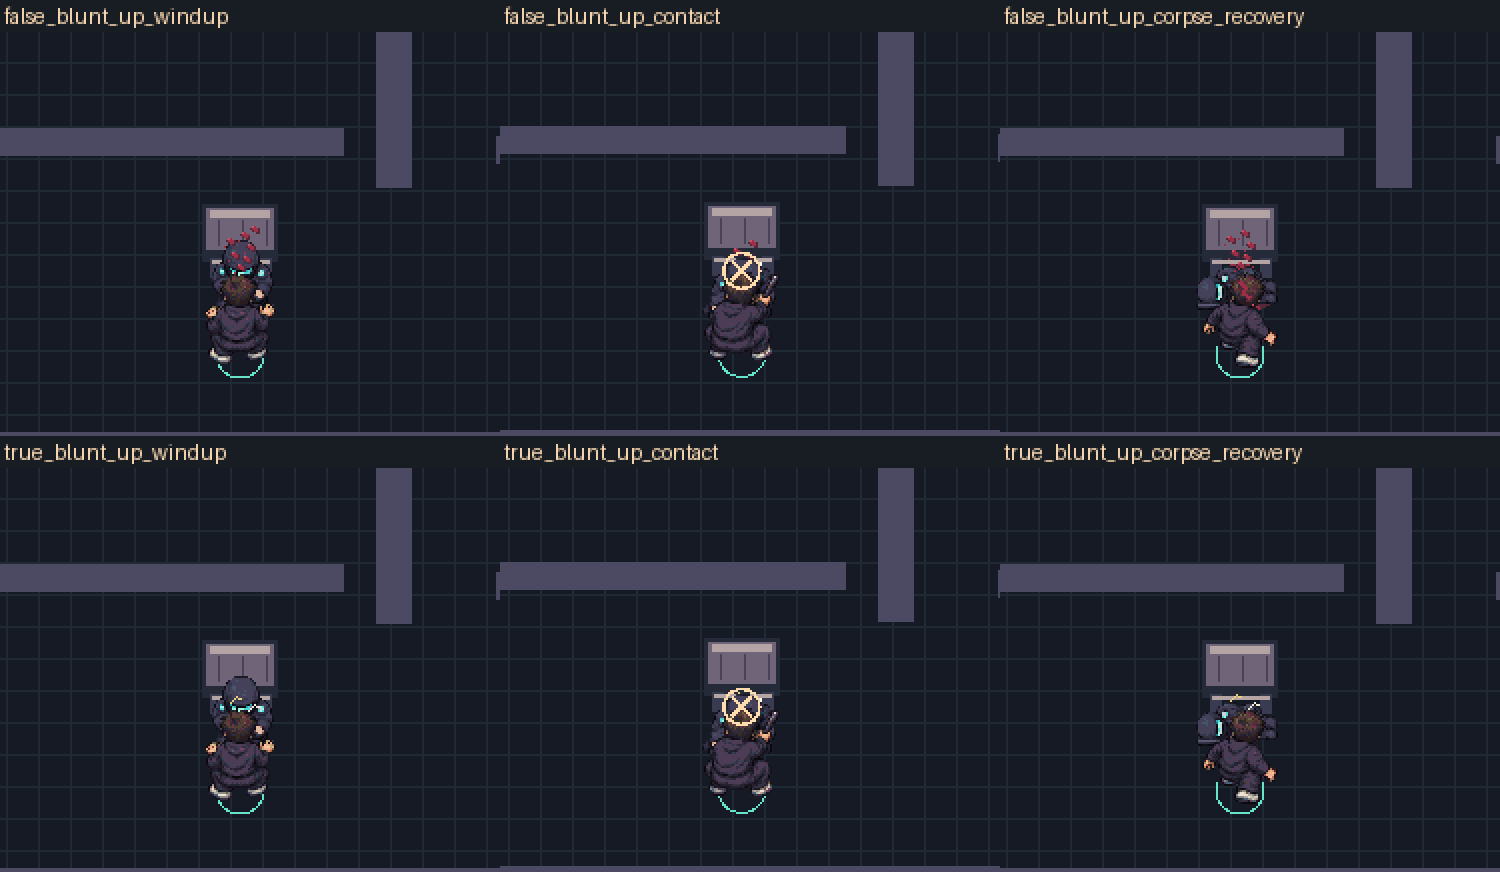 false_blunt_up_windup
false_blunt_up_contact
false_blunt_up_corpse_recovery
true_blunt_up_windup
true_blunt_up_contact
true_blunt_up_corpse_recovery